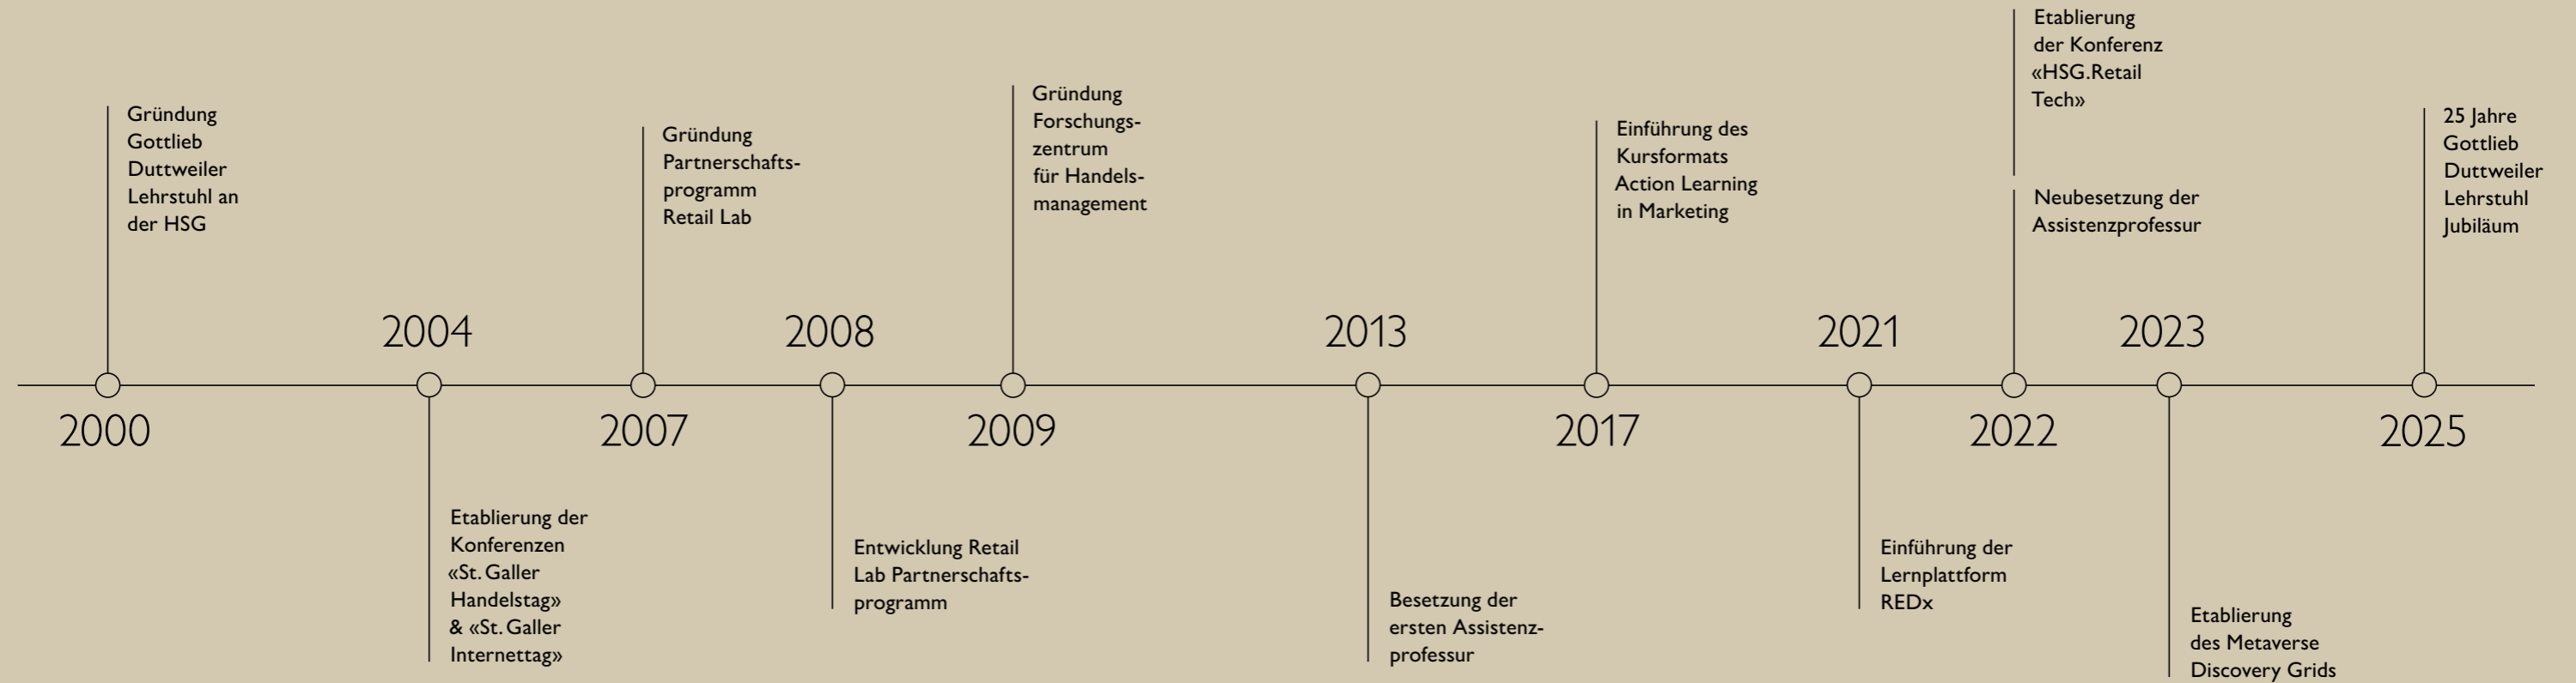 Gründung
Gottlieb
Duttweiler
Lehrstuhl an
der HSG
2000
2004
Etablierung der
Konferenzen
«St. Galler
Handelstag»
& «St. Galler
Internettag»
Gründung
Partnerschafts-
programm
Retail Lab
2007
2008
Entwicklung Retail
Lab Partnerschafts-
programm
Gründung
Forschungs-
zentrum
für Handels-
management
2009
2013
Besetzung der
ersten Assistenz-
professur
Einführung des
Kursformats
Action Learning
in Marketing
2017
2021
Einführung der
Lernplattform
REDx
Etablierung
der Konferenz
«HSG.Retail
Tech»
Neubesetzung der
Assistenzprofessur
2022
2023
Etablierung
des Metaverse
Discovery Grids
25 Jahre
Gottlieb
Duttweiler
Lehrstuhl
Jubiläum
2025